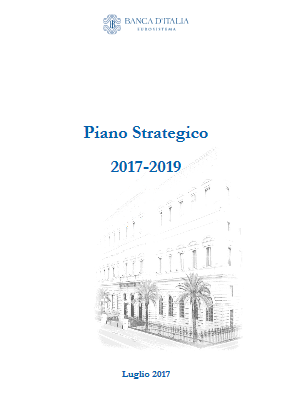 BANCA D'ITALIA
EUROSISTEMA
Piano Strategico
2017-2019
Luglio 2017